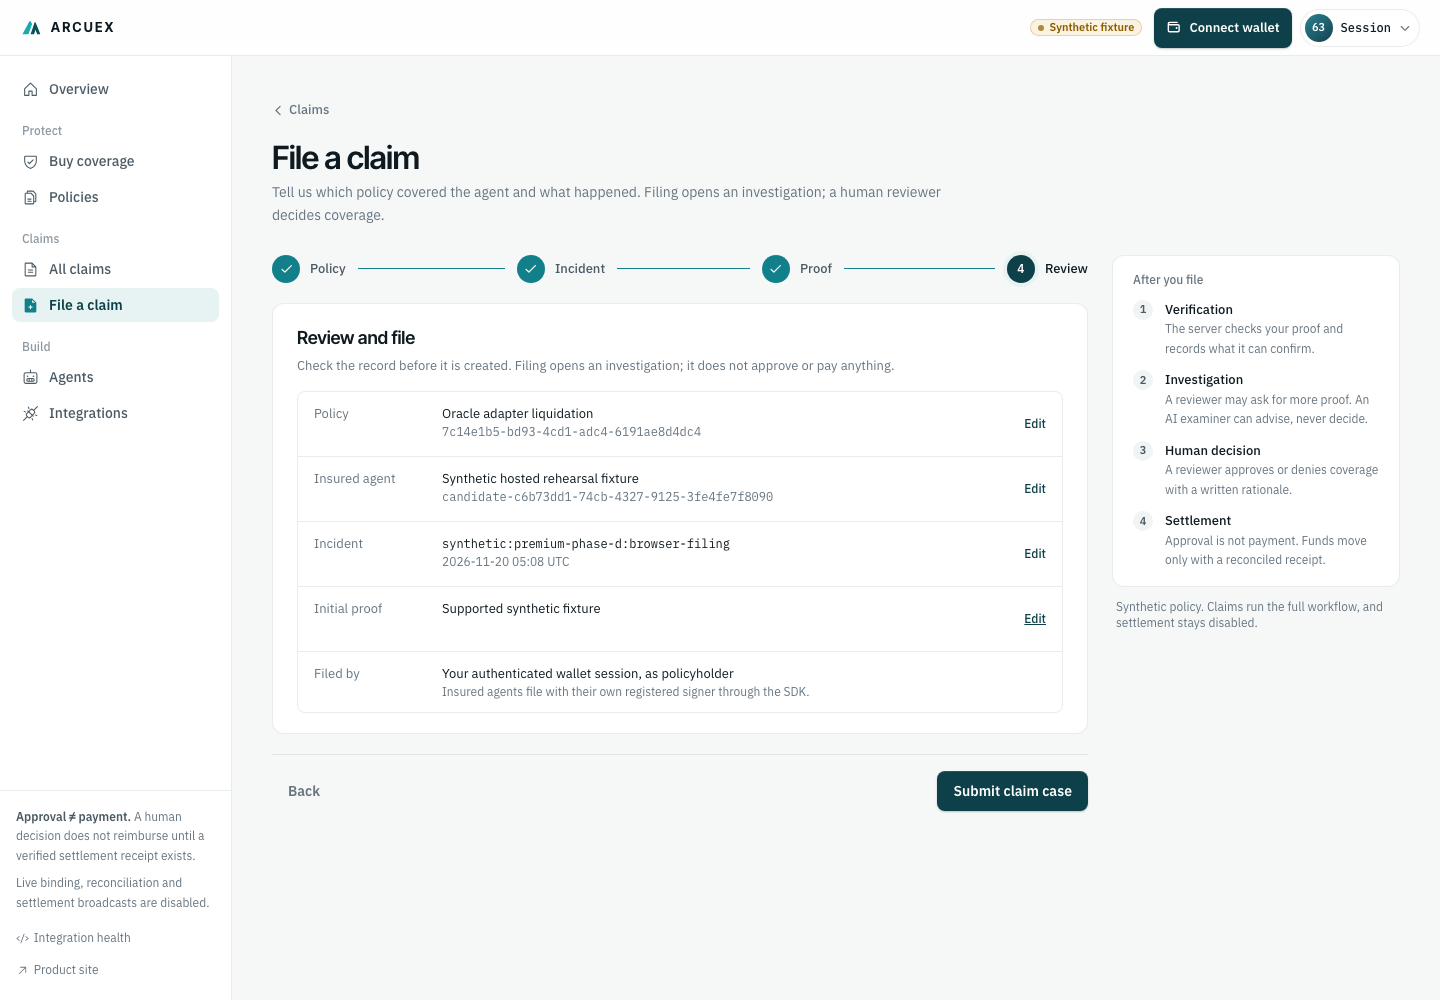 ARCUEX
Synthetic fixture
Connect wallet
63
Session
Overview
Protect
Buy coverage
Policies
Claims
All claims
File a claim
Build
Agents
Integrations
Approval ≠ payment. A human
decision does not reimburse until a
verified settlement receipt exists.
Live binding, reconciliation and
settlement broadcasts are disabled.
Integration health
Product site
Claims
File a claim
Tell us which policy covered the agent and what happened. Filing opens an investigation; a human reviewer
decides coverage.
Policy
Incident
Proof
4
Review
Review and file
Check the record before it is created. Filing opens an investigation; it does not approve or pay anything.
Policy
Oracle adapter liquidation
7c14e1b5-bd93-4cd1-adc4-6191ae8d4dc4
Edit
Insured agent
Synthetic hosted rehearsal fixture
candidate-c6b73dd1-74cb-4327-9125-3fe4fe7f8090
Edit
Incident
synthetic:premium-phase-d:browser-filing
2026-11-20 05:08 UTC
Edit
Initial proof
Supported synthetic fixture
Edit
Filed by
Your authenticated wallet session, as policyholder
Insured agents file with their own registered signer through the SDK.
Back
Submit claim case
After you file
1
Verification
The server checks your proof and
records what it can confirm.
2
Investigation
A reviewer may ask for more proof. An
AI examiner can advise, never decide.
3
Human decision
A reviewer approves or denies coverage
with a written rationale.
4
Settlement
Approval is not payment. Funds move
only with a reconciled receipt.
Synthetic policy. Claims run the full workflow, and
settlement stays disabled.